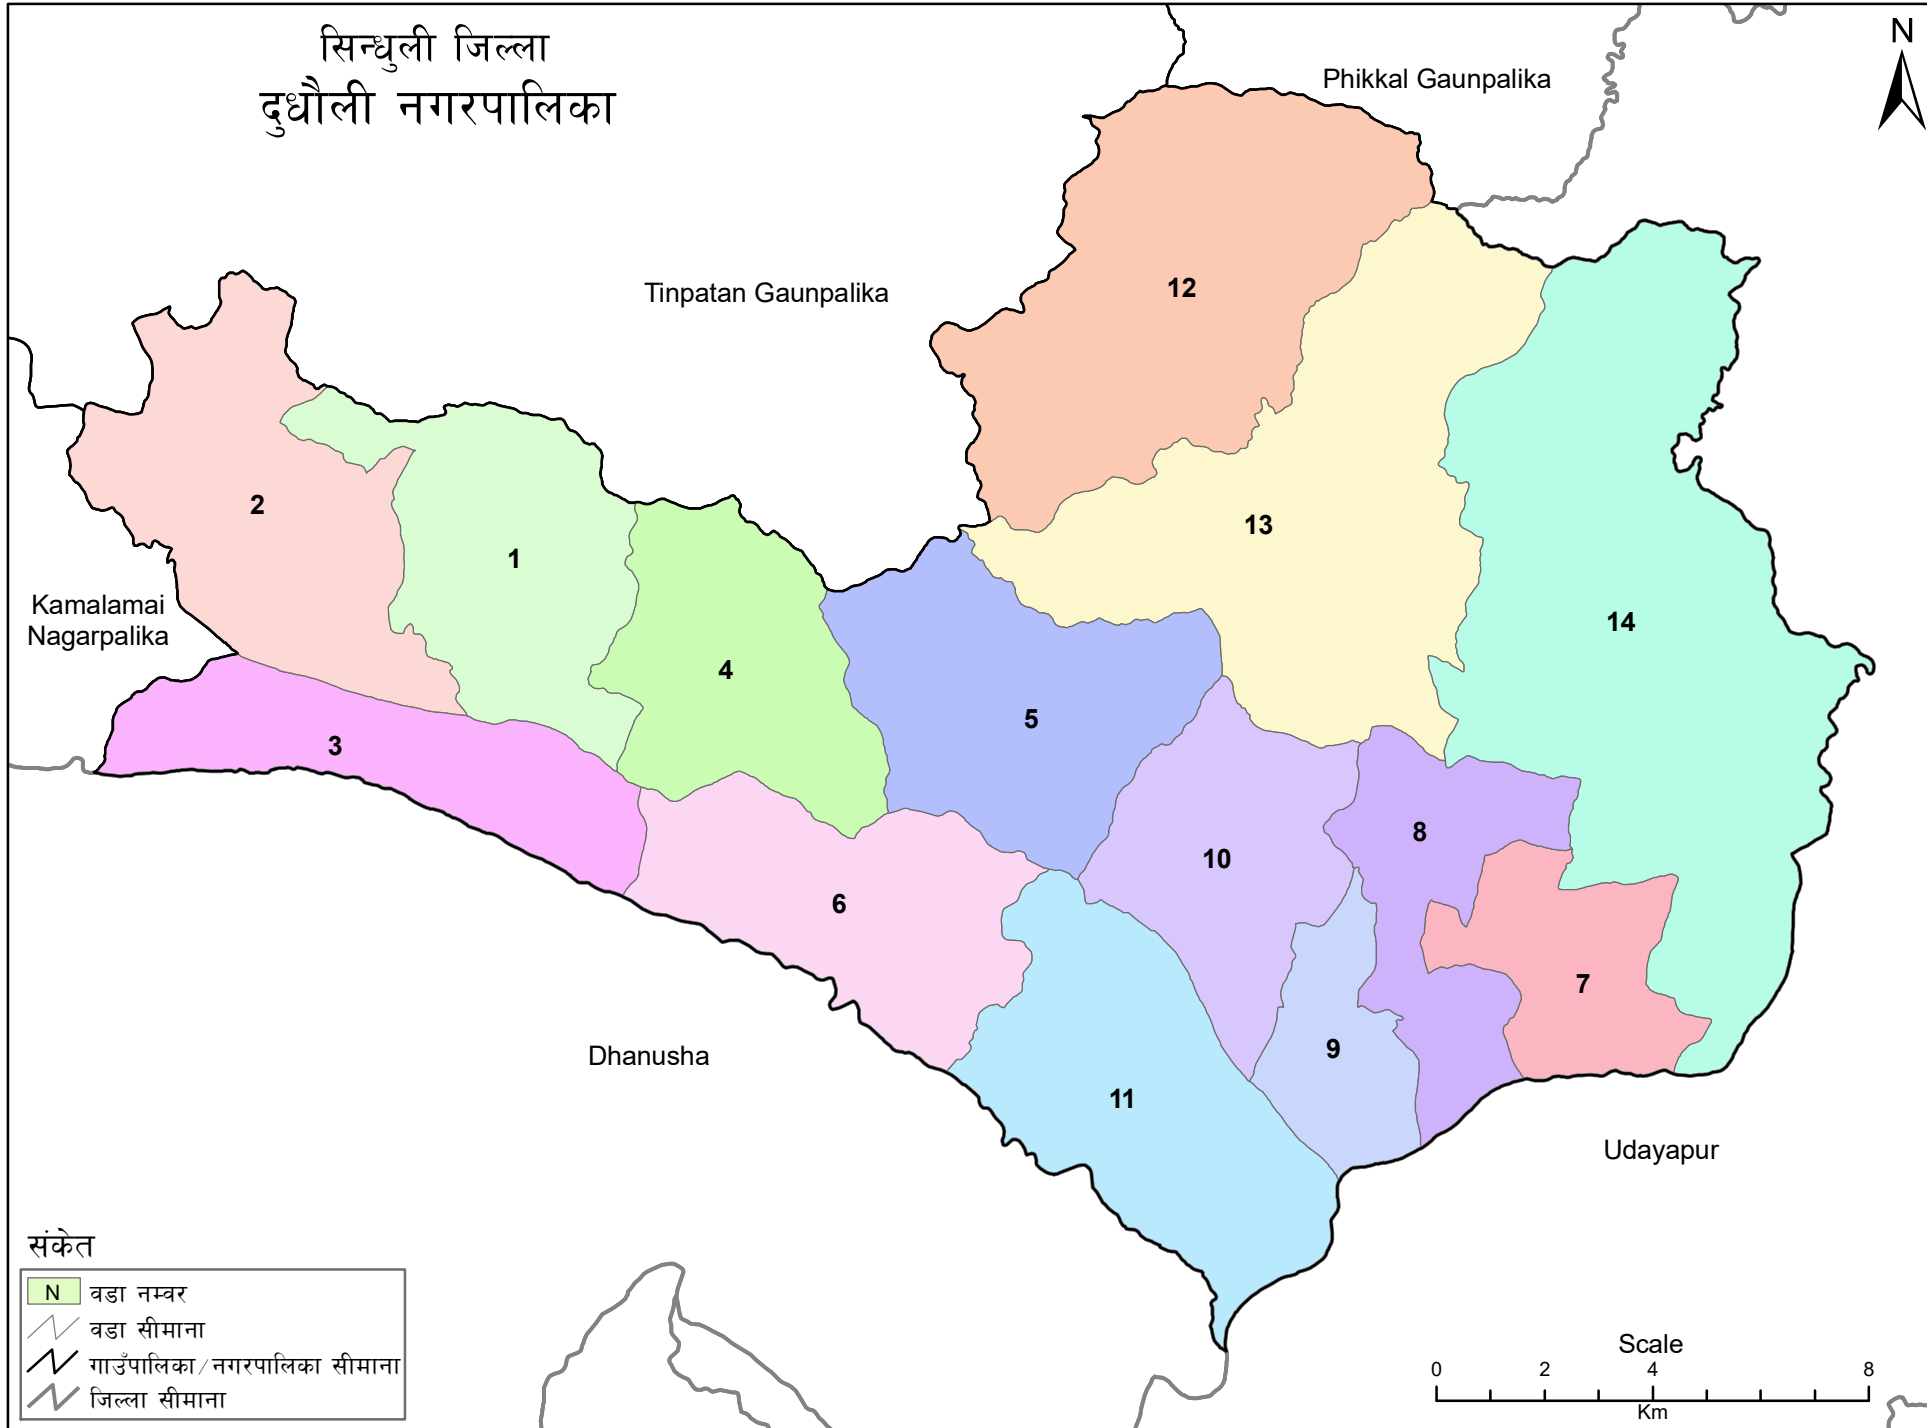 सिन्धुली जिल्ला
दुधौली नगरपालिका
N
Phikkal Gaunpalika
Tinpatan Gaunpalika
12
13
2
1
14
Kamalamai
Nagarpalika
4
5
3
8
10
6
7
9
Dhanusha
11
Udayapur
संकेत
N वडा नम्वर
वडा सीमाना
गाउँपालिका/नगरपालिका सीमाना
जिल्ला सीमाना
Scale
0 2 4 8
Km